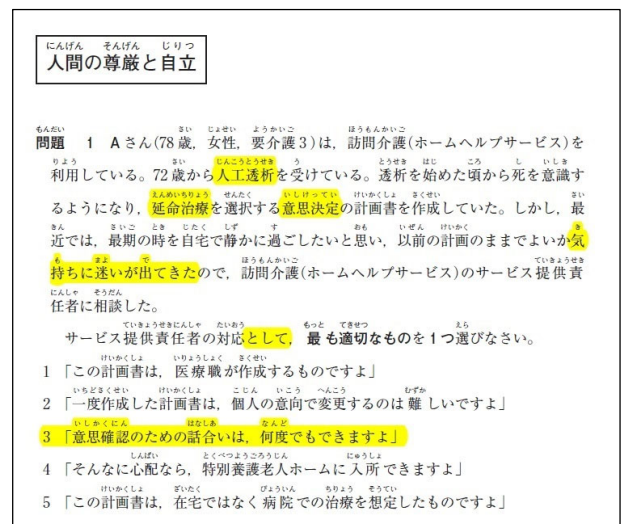 人間の尊厳と自立
問題 1 Aさん(78歳，女性，要介護3)は，訪問介護(ホームヘルプサービス)を
利用している。72歳から人工透析を受けている。透析を始めた頃から死を意識す
るようになり，延命治療を選択する意思決定の計画書を作成していた。しかし，最
近では，最期の時を自宅で静かに過ごしたいと思い，以前の計画のままでよいか気
持ちに迷いが出てきたので，訪問介護(ホームヘルプサービス)のサービス提供責
任者に相談した。
サービス提供責任者の対応として，最も適切なものを1つ選びなさい。
1 「この計画書は，医療職が作成するものですよ」
2 「一度作成した計画書は，個人の意向で変更するのは難しいですよ」
3 「意思確認のための話合いは，何度でもできますよ」
4 「そんなに心配なら，特別養護老人ホームに入所できますよ」
5 「この計画書は，在宅ではなく病院での治療を想定したものですよ」